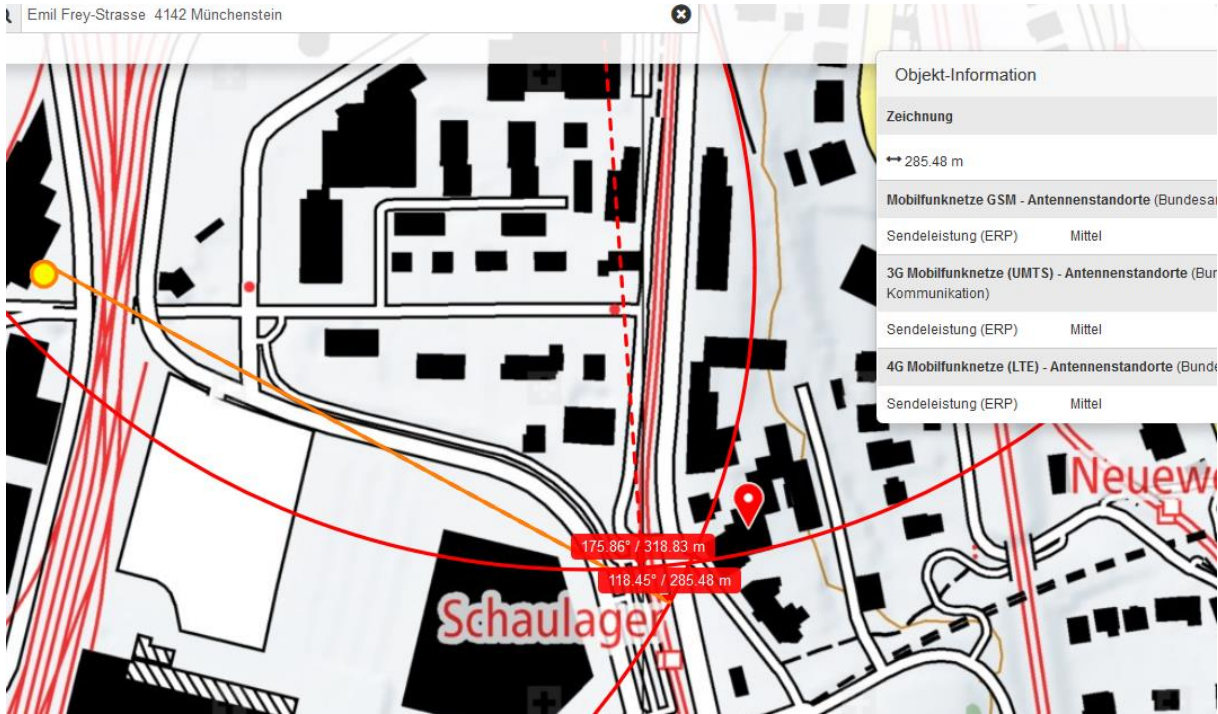 Emil Frey-Strasse 4142 Münchenstein
Objekt-Information
Zeichnung
↔ 285.48 m
Mobilfunknetze GSM - Antennenstandorte (Bundesa
Sendeleistung (ERP) Mittel
3G Mobilfunknetze (UMTS) - Antennenstandorte (Bun
Kommunikation)
Sendeleistung (ERP) Mittel
4G Mobilfunknetze (LTE) - Antennenstandorte (Bunde
Sendeleistung (ERP) Mittel
Neuewe
175.86° / 318.83 m
118.45° / 285.48 m
Schaulager